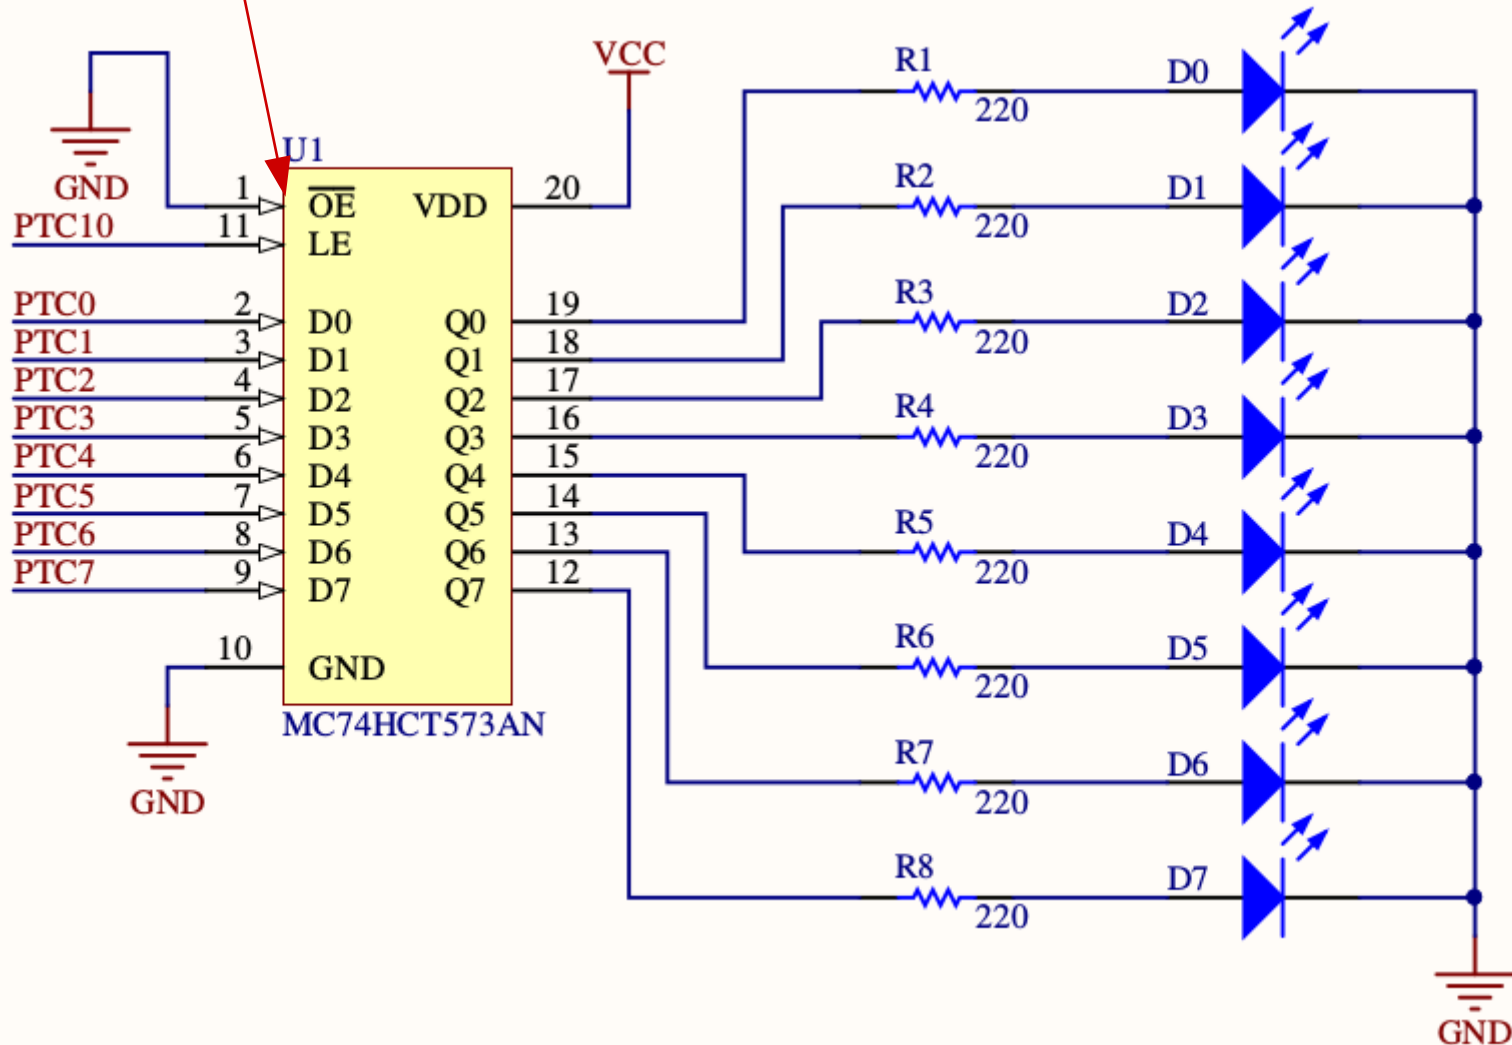 VCC
GND
U1
1
OE
VDD
20
PTC10
11
LE
PTC0
2
D0
Q0
19
PTC1
3
D1
Q1
18
PTC2
4
D2
Q2
17
PTC3
5
D3
Q3
16
PTC4
6
D4
Q4
15
PTC5
7
D5
Q5
14
PTC6
8
D6
Q6
13
PTC7
9
D7
Q7
12
10
GND
MC74HCT573AN
GND
R1
220
D0
R2
220
D1
R3
220
D2
R4
220
D3
R5
220
D4
R6
220
D5
R7
220
D6
R8
220
D7
GND